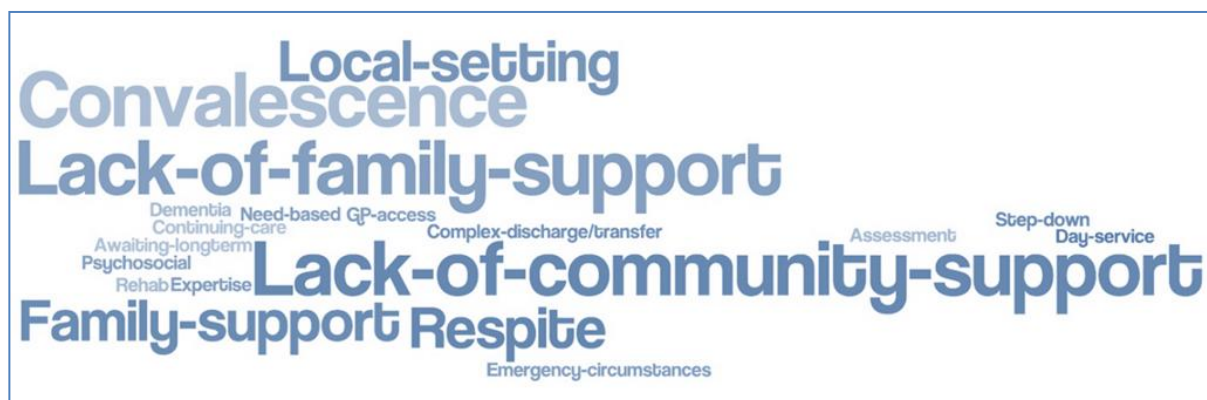 Local-setting
Convalescence
Lack-of-family-support
Dementia Need-based GP-access Step-down
Continuing-care Complex-discharge/transfer Assessment Day-service
Awaiting-longterm
Psychosocial
Rehab Expertise Lack-of-community-support
Family-support Respite
Emergency-circumstances